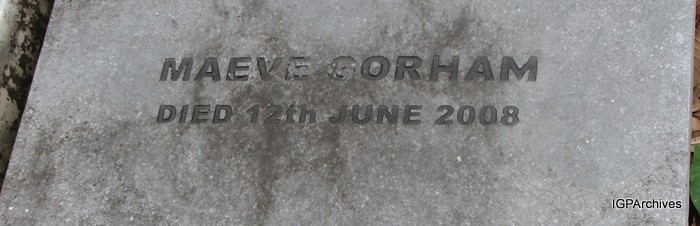 MAEVE GORHAM
DIED 12th JUNE 2008
IGPArchives